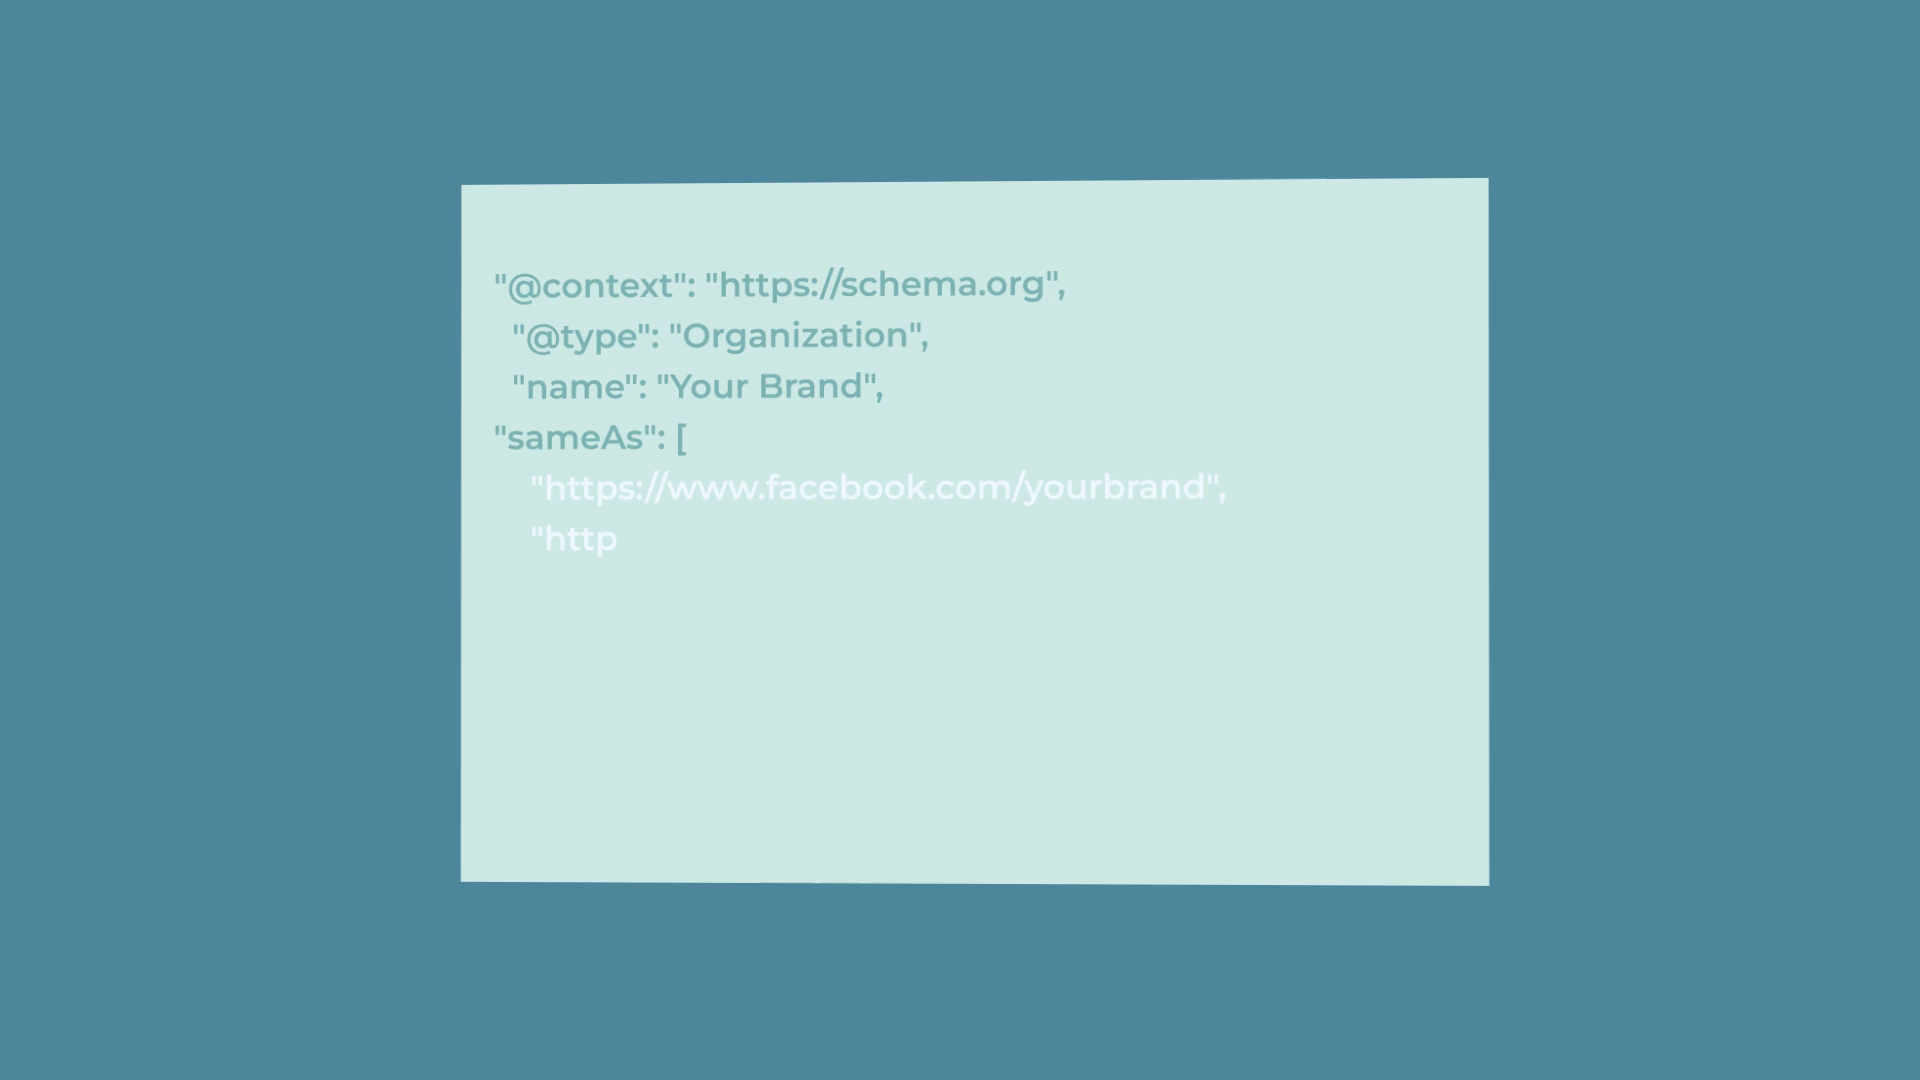 "@context": "https://schema.org",
"@type": "Organization",
"name": "Your Brand",
"sameAs": [
"https://www.facebook.com/yourbrand",
"http